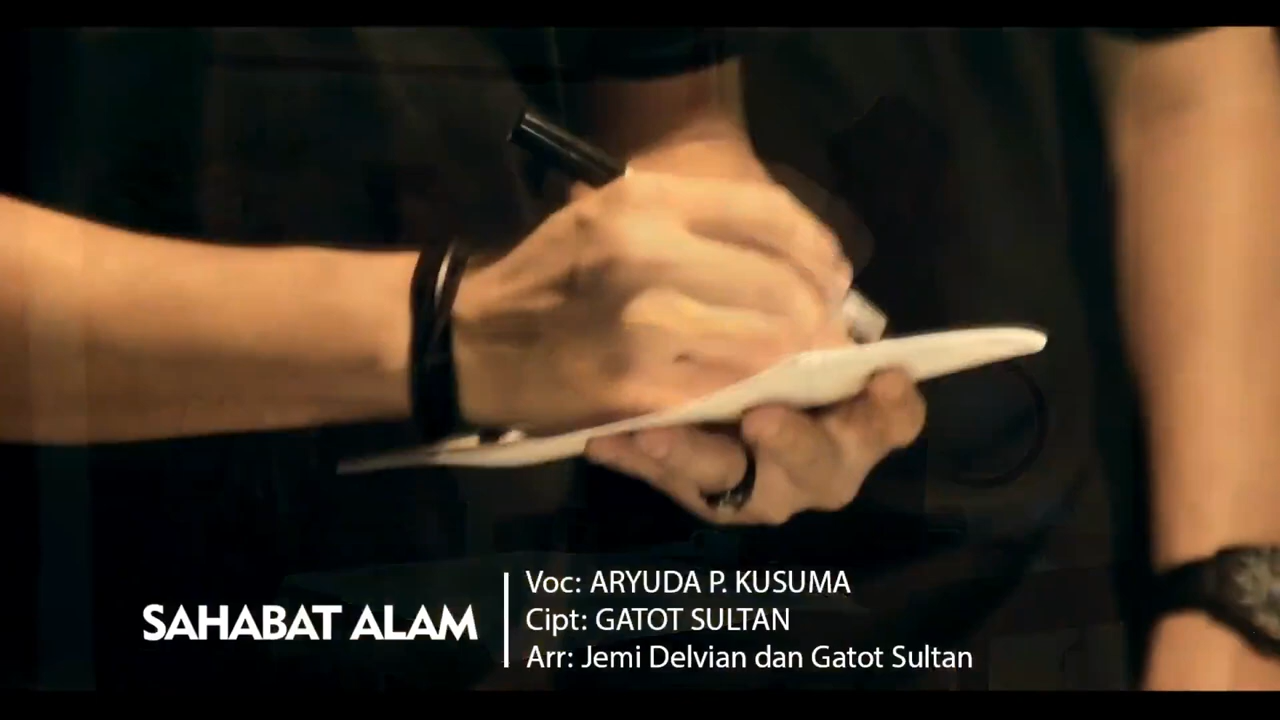 SAHABAT ALAM
Voc: ARYUDA P. KUSUMA
Cipt: GATOT SULTAN
Arr: Jemi Delvian dan Gatot Sultan